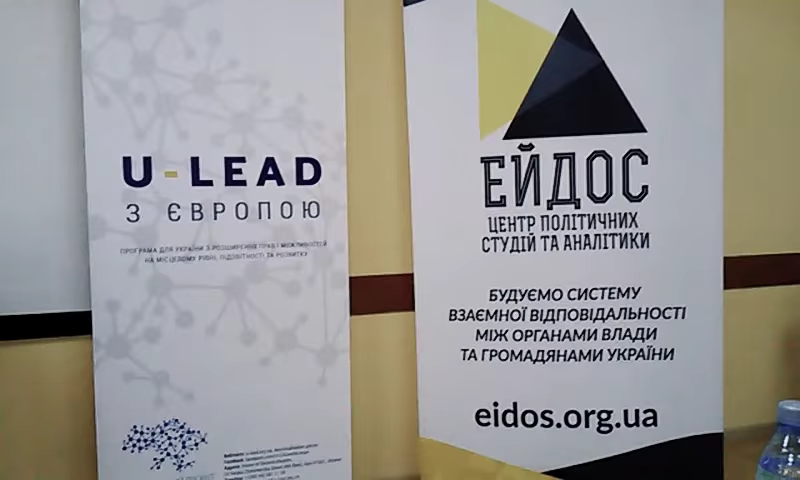 U-LEAD
З ЄВРОПОЮ
ПРОГРАМА ДЛЯ УКРАЇНИ З РОЗШИРЕННЯ ПРАВ І МОЖЛИВОСТЕЙ
НА МІСЦЕВОМУ РІВНІ, ПІДЗВІТНОСТІ ТА РОЗВИТКУ
ЕЙДОС
ЦЕНТР ПОЛІТИЧНИХ
СТУДІЙ ТА АНАЛІТИКИ
БУДУЄМО СИСТЕМУ
ВЗАЄМНОЇ ВІДПОВІДАЛЬНОСТІ
МІЖ ОРГАНАМИ ВЛАДИ
ТА ГРОМАДЯНАМИ УКРАЇНИ
eidos.org.ua